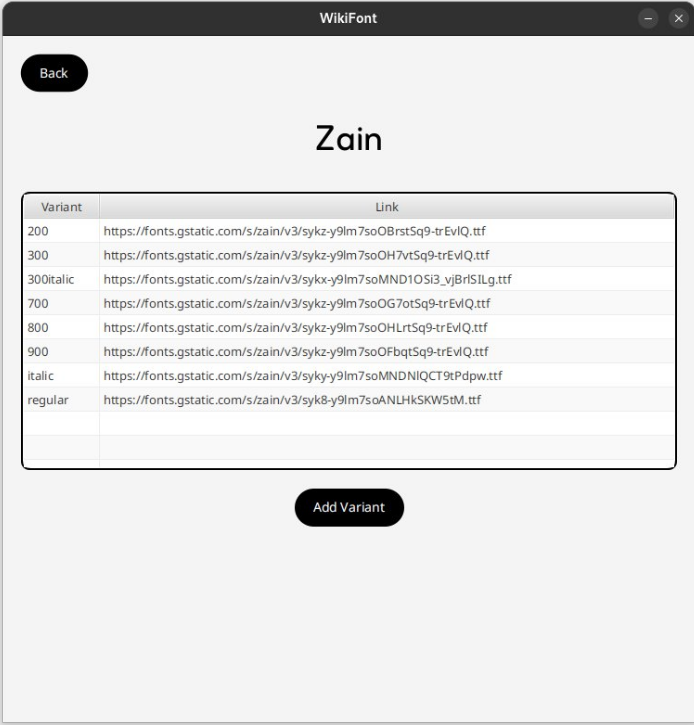 WikiFont
Back
Zain
Variant Link
200 https://fonts.gstatic.com/s/zain/v3/sykz-y9lm7soOBrstSq9-trEvlQ.ttf
300 https://fonts.gstatic.com/s/zain/v3/sykz-y9lm7soOH7vtSq9-trEvlQ.ttf
300italic https://fonts.gstatic.com/s/zain/v3/sykx-y9lm7soMND1OSi3_vjBrlSILg.ttf
700 https://fonts.gstatic.com/s/zain/v3/sykz-y9lm7soOG7otSq9-trEvlQ.ttf
800 https://fonts.gstatic.com/s/zain/v3/sykz-y9lm7soOHLrtSq9-trEvlQ.ttf
900 https://fonts.gstatic.com/s/zain/v3/sykz-y9lm7soOFbqtSq9-trEvlQ.ttf
italic https://fonts.gstatic.com/s/zain/v3/syky-y9lm7soMNDNlQCT9tPdpw.ttf
regular https://fonts.gstatic.com/s/zain/v3/syk8-y9lm7soANLHkSKW5tM.ttf
Add Variant